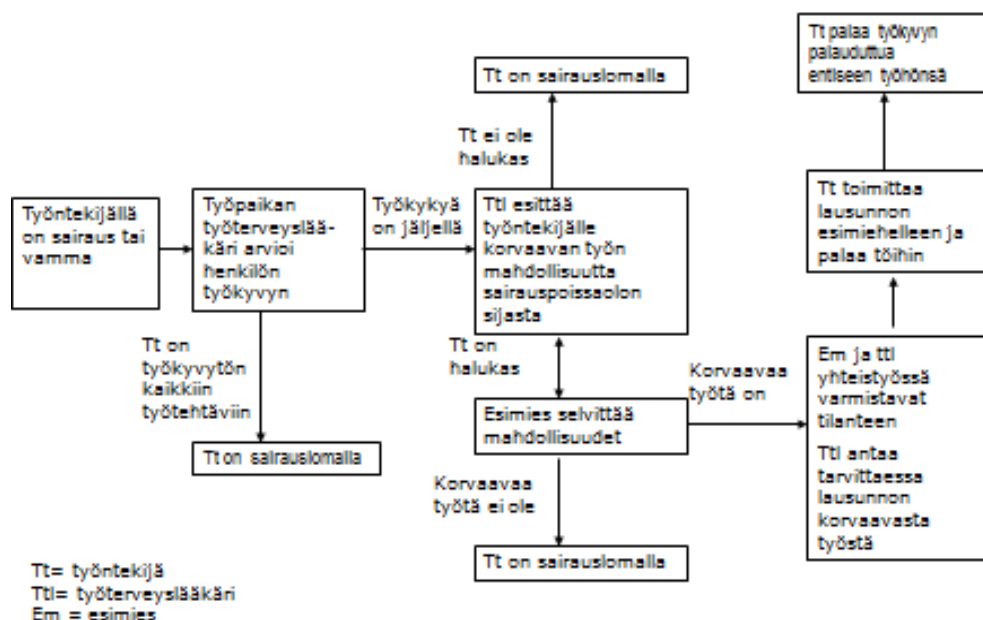 Työntekijällä
on sairaus tai
vamma
Työpaikan
työterveyslää-
käri arvioi
henkilön
työkyvyn
Työkykyä
on jäljellä
Tt on
työkyvytön
kaikkiin
työtehtäviin
Tt on sairauslomalla
Tt on sairauslomalla
Tt ei ole
halukas
Ttl esittää
työntekijälle
korvaavan työn
mahdollisuutta
sairauspoissaolon
sijasta
Tt on
halukas
Esimies selvittää
mahdollisuudet
Korvaavaa
työtä ei ole
Tt on sairauslomalla
Korvaavaa
työtä on
Em ja ttl
yhteistyössä
varmistavat
tilanteen
Ttl antaa
tarvittaessa
lausunnon
korvaavasta
työstä
Tt toimittaa
lausunnon
esimiehelleen ja
palaa töihin
Tt palaa työkyvyn
palauduttua
entiseen työhönsä
Tt= työntekijä
Ttl= työterveyslääkäri
Em = esimies